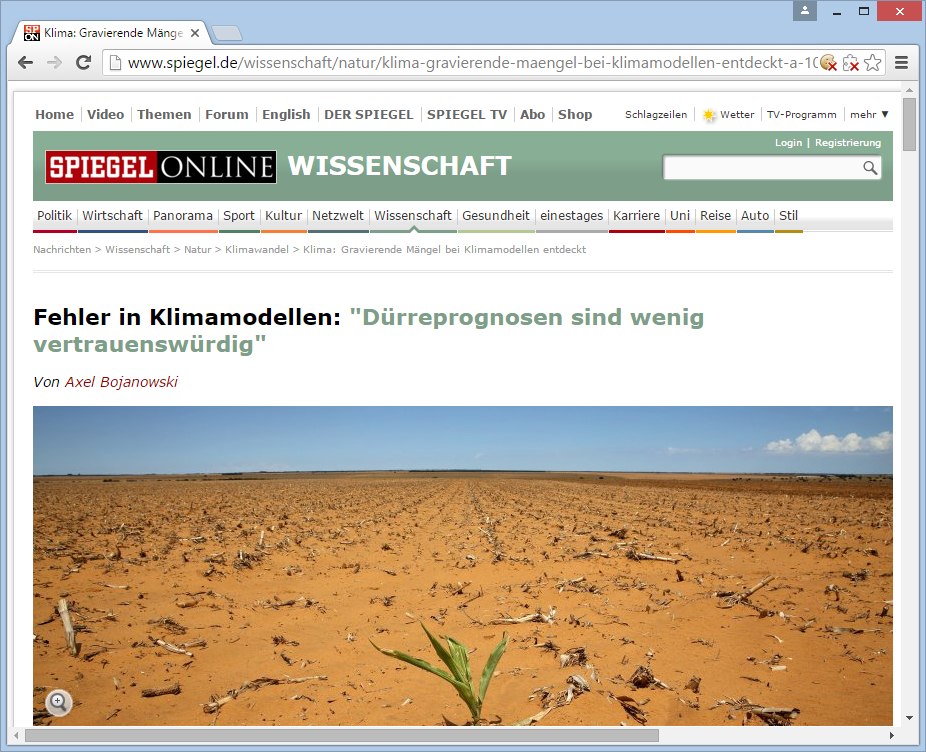 SP
ON
Klima: Gravierende Mänge
www.spiegel.de/wissenschaft/natur/klima-gravierende-maengel-bei-klimamodellen-entdeckt-a-10
Home Video Themen Forum English DER SPIEGEL SPIEGEL TV Abo Shop Schlagzeilen Wetter TV-Programm mehr ▼
Login | Registrierung
SPIEGEL ONLINE WISSENSCHAFT
Politik Wirtschaft Panorama Sport Kultur Netzwelt Wissenschaft Gesundheit einestages Karriere Uni Reise Auto Stil
Nachrichten > Wissenschaft > Natur > Klimawandel > Klima: Gravierende Mängel bei Klimamodellen entdeckt
Fehler in Klimamodellen: "Dürreprognosen sind wenig
vertrauenswürdig"
Von Axel Bojanowski